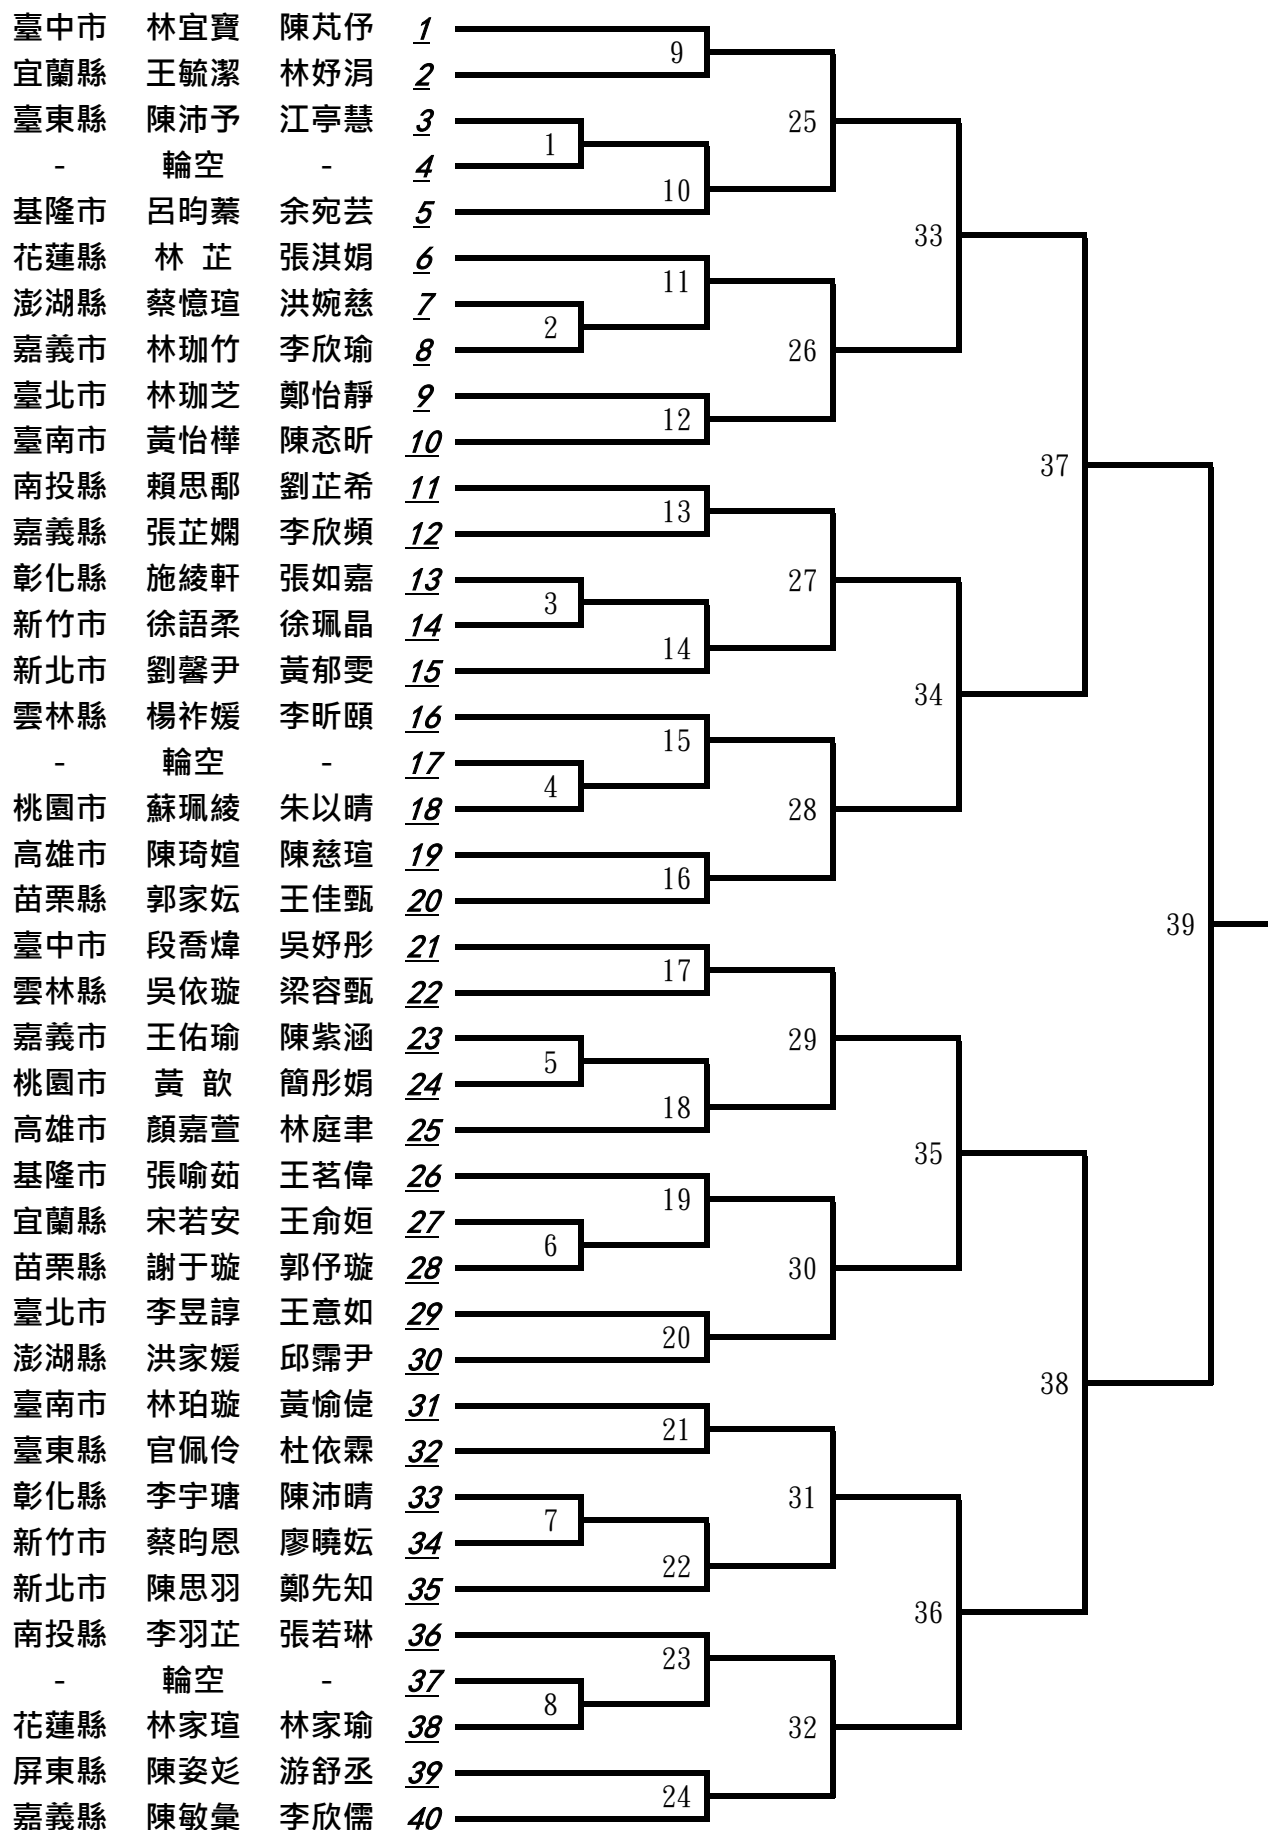 臺中市 林宜寶 陳芃伃 1
9
宜蘭縣 王毓潔 林妤涓 2
臺東縣 陳沛予 江亭慧 3
25
1
- 輪空 - 4
10
基隆市 呂昀蓁 余宛芸 5
33
花蓮縣 林 芷 張淇娟 6
11
澎湖縣 蔡憶瑄 洪婉慈 7
2
嘉義市 林珈竹 李欣瑜 8
26
臺北市 林珈芝 鄭怡靜 9
12
臺南市 黃怡樺 陳忞昕 10
37
南投縣 賴思鄅 劉芷希 11
13
嘉義縣 張芷嫻 李欣頻 12
彰化縣 施綾軒 張如嘉 13
27
3
新竹市 徐語柔 徐珮晶 14
14
新北市 劉馨尹 黃郁雯 15
34
雲林縣 楊祚媛 李昕頤 16
15
- 輪空 - 17
4
桃園市 蘇珮綾 朱以晴 18
28
高雄市 陳琦媗 陳慈瑄 19
16
苗栗縣 郭家妘 王佳甄 20
39
臺中市 段喬煒 吳妤彤 21
17
雲林縣 吳依璇 梁容甄 22
嘉義市 王佑瑜 陳紫涵 23
29
5
桃園市 黃 歆 簡彤娟 24
18
高雄市 顏嘉萱 林庭聿 25
35
基隆市 張喻茹 王茗偉 26
19
宜蘭縣 宋若安 王俞姮 27
6
苗栗縣 謝于璇 郭伃璇 28
30
臺北市 李昱諄 王意如 29
20
澎湖縣 洪家媛 邱霈尹 30
38
臺南市 林珀璇 黃愉偼 31
21
臺東縣 官佩伶 杜依霖 32
彰化縣 李宇瑭 陳沛晴 33
31
7
新竹市 蔡昀恩 廖曉妘 34
22
新北市 陳思羽 鄭先知 35
36
南投縣 李羽芷 張若琳 36
23
- 輪空 - 37
8
花蓮縣 林家瑄 林家瑜 38
32
屏東縣 陳姿彣 游舒丞 39
24
嘉義縣 陳敏彙 李欣儒 40